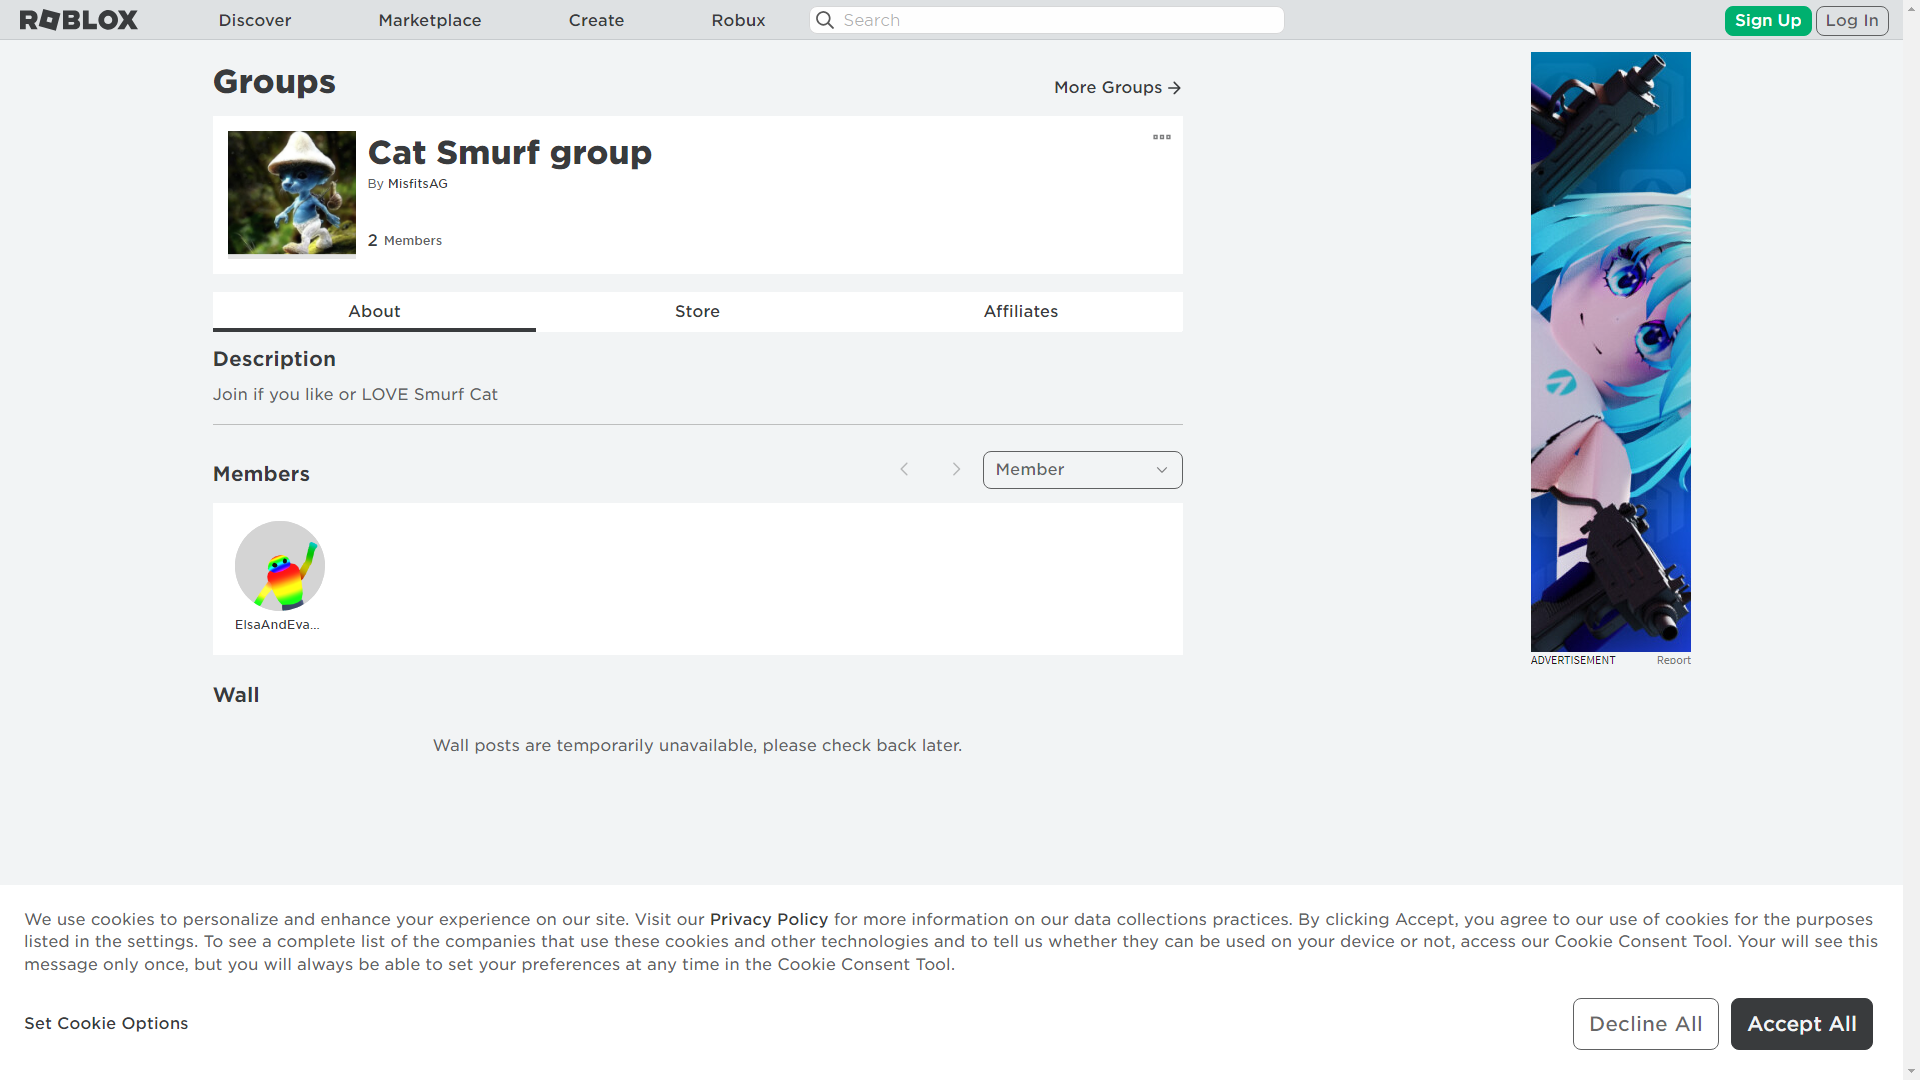 ROBLOX
Discover
Marketplace
Create
Robux
Search
Sign Up
Log In
Groups
More Groups
Cat Smurf group
By MisfitsAG
2 Members
About
Store
Affiliates
Description
Join if you like or LOVE Smurf Cat
Members
Member
ElsaAndEva...
Wall
Wall posts are temporarily unavailable, please check back later.
ADVERTISEMENT
Report
We use cookies to personalize and enhance your experience on our site. Visit our Privacy Policy for more information on our data collections practices. By clicking Accept, you agree to our use of cookies for the purposes
listed in the settings. To see a complete list of the companies that use these cookies and other technologies and to tell us whether they can be used on your device or not, access our Cookie Consent Tool. Your will see this
message only once, but you will always be able to set your preferences at any time in the Cookie Consent Tool.
Set Cookie Options
Decline All
Accept All